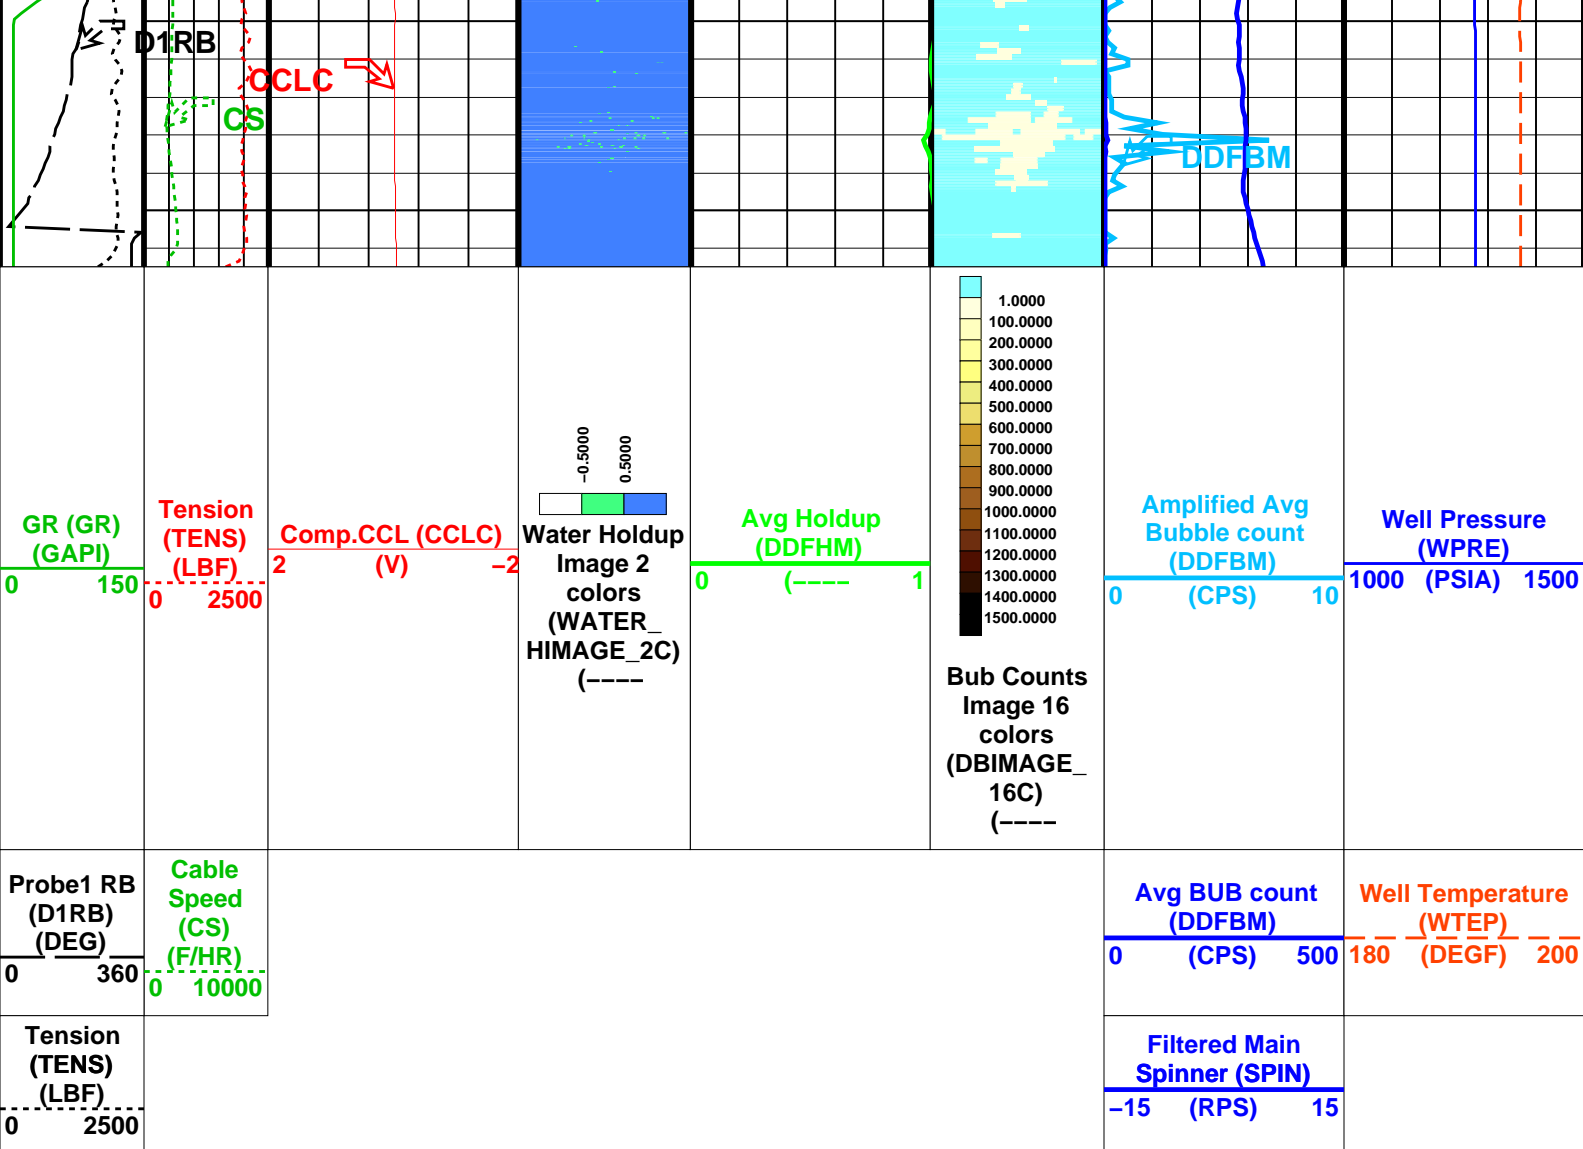 D1RB
CCLC
CS
DDFBM
GR (GR)
(GAPI)
0 150
Tension
(TENS)
(LBF)
0 2500
Comp.CCL (CCLC)
2 (V) −2
−0.5000
0.5000
Water Holdup
Image 2
colors
(WATER_
HIMAGE_2C)
(−−−−
Avg Holdup
(DDFHM)
0 (−−−− 1
1.0000
100.0000
200.0000
300.0000
400.0000
500.0000
600.0000
700.0000
800.0000
900.0000
1000.0000
1100.0000
1200.0000
1300.0000
1400.0000
1500.0000
Bub Counts
Image 16
colors
(DBIMAGE_
16C)
(−−−−
Amplified Avg
Bubble count
(DDFBM)
0 (CPS) 10
Well Pressure
(WPRE)
1000 (PSIA) 1500
Probe1 RB
(D1RB)
(DEG)
0 360
Cable
Speed
(CS)
(F/HR)
0 10000
Avg BUB count
(DDFBM)
0 (CPS) 500
Well Temperature
(WTEP)
180 (DEGF) 200
Tension
(TENS)
(LBF)
0 2500
Filtered Main
Spinner (SPIN)
−15 (RPS) 15